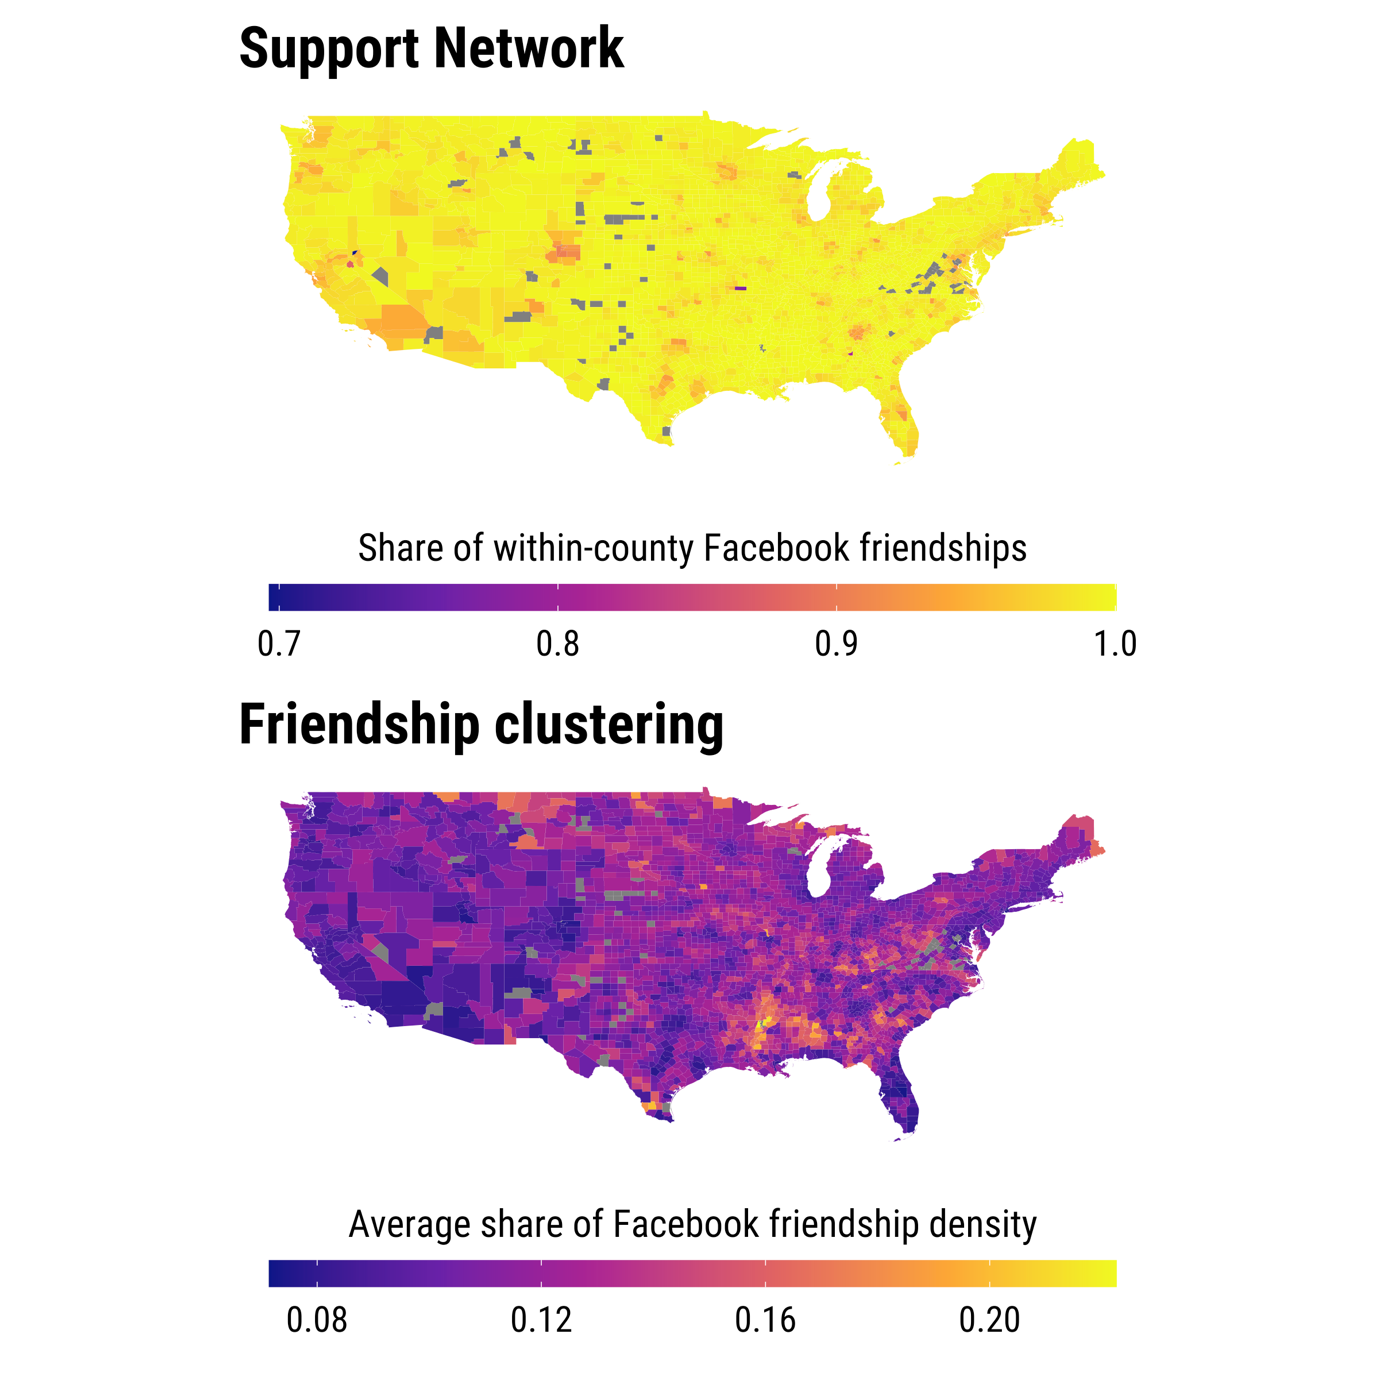 Support Network
Share of within-county Facebook friendships
0.7 0.8 0.9 1.0
Friendship clustering
Average share of Facebook friendship density
0.08 0.12 0.16 0.20